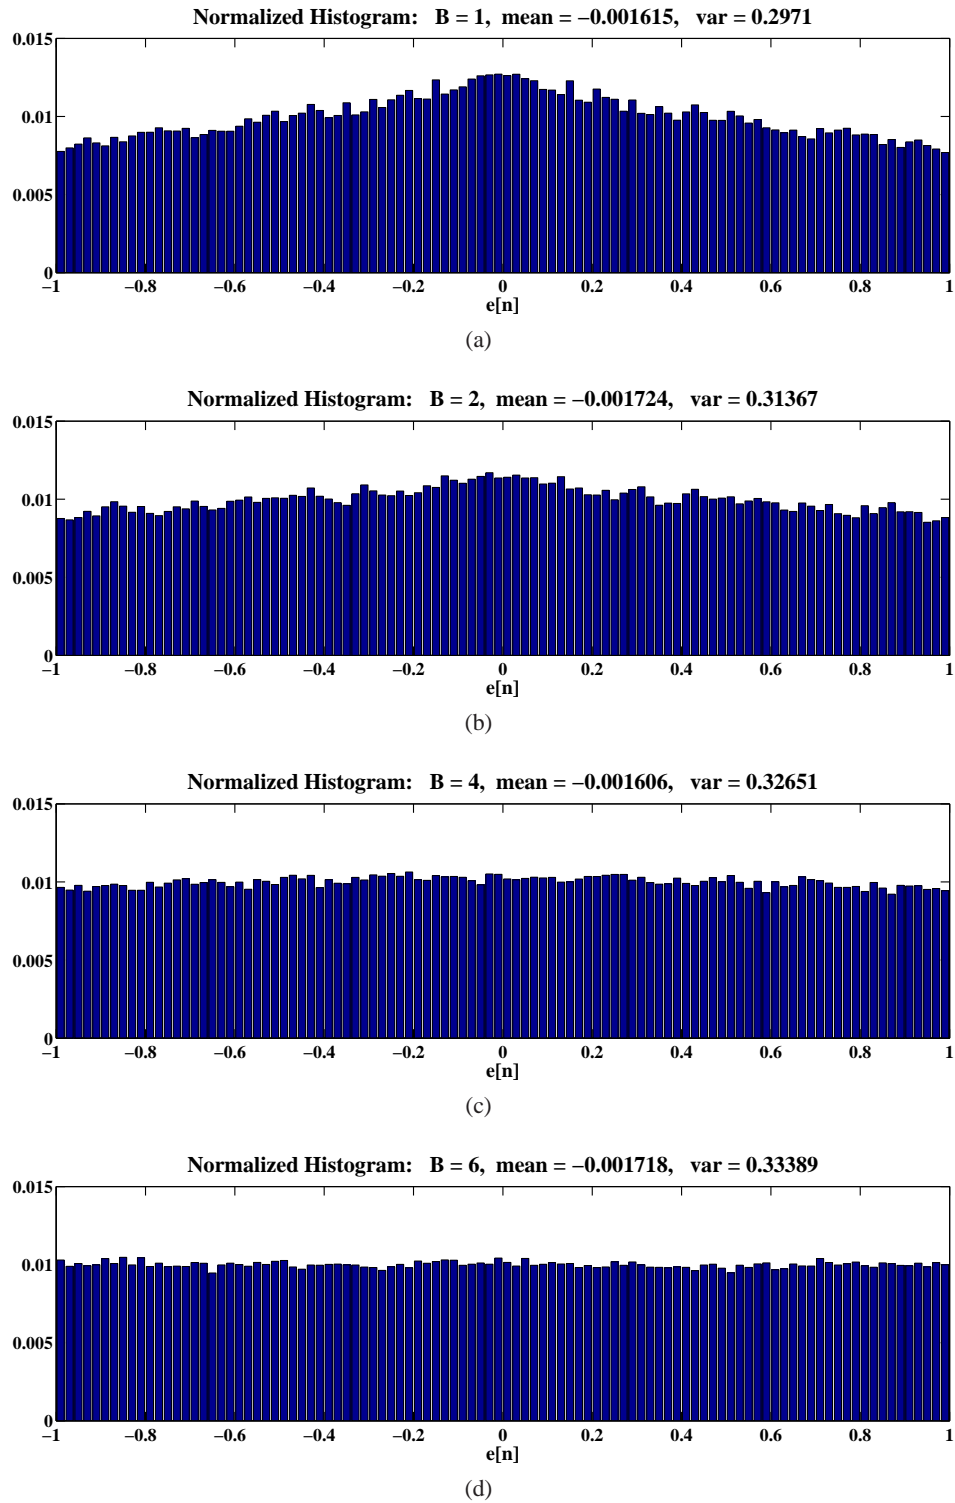 Normalized Histogram: B = 1, mean = −0.001615, var = 0.2971
0.015
0.01
0.005
0
−1 −0.8 −0.6 −0.4 −0.2 0 0.2 0.4 0.6 0.8 1
e[n]
(a)
Normalized Histogram: B = 2, mean = −0.001724, var = 0.31367
0.015
0.01
0.005
0
−1 −0.8 −0.6 −0.4 −0.2 0 0.2 0.4 0.6 0.8 1
e[n]
(b)
Normalized Histogram: B = 4, mean = −0.001606, var = 0.32651
0.015
0.01
0.005
0
−1 −0.8 −0.6 −0.4 −0.2 0 0.2 0.4 0.6 0.8 1
e[n]
(c)
Normalized Histogram: B = 6, mean = −0.001718, var = 0.33389
0.015
0.01
0.005
0
−1 −0.8 −0.6 −0.4 −0.2 0 0.2 0.4 0.6 0.8 1
e[n]
(d)